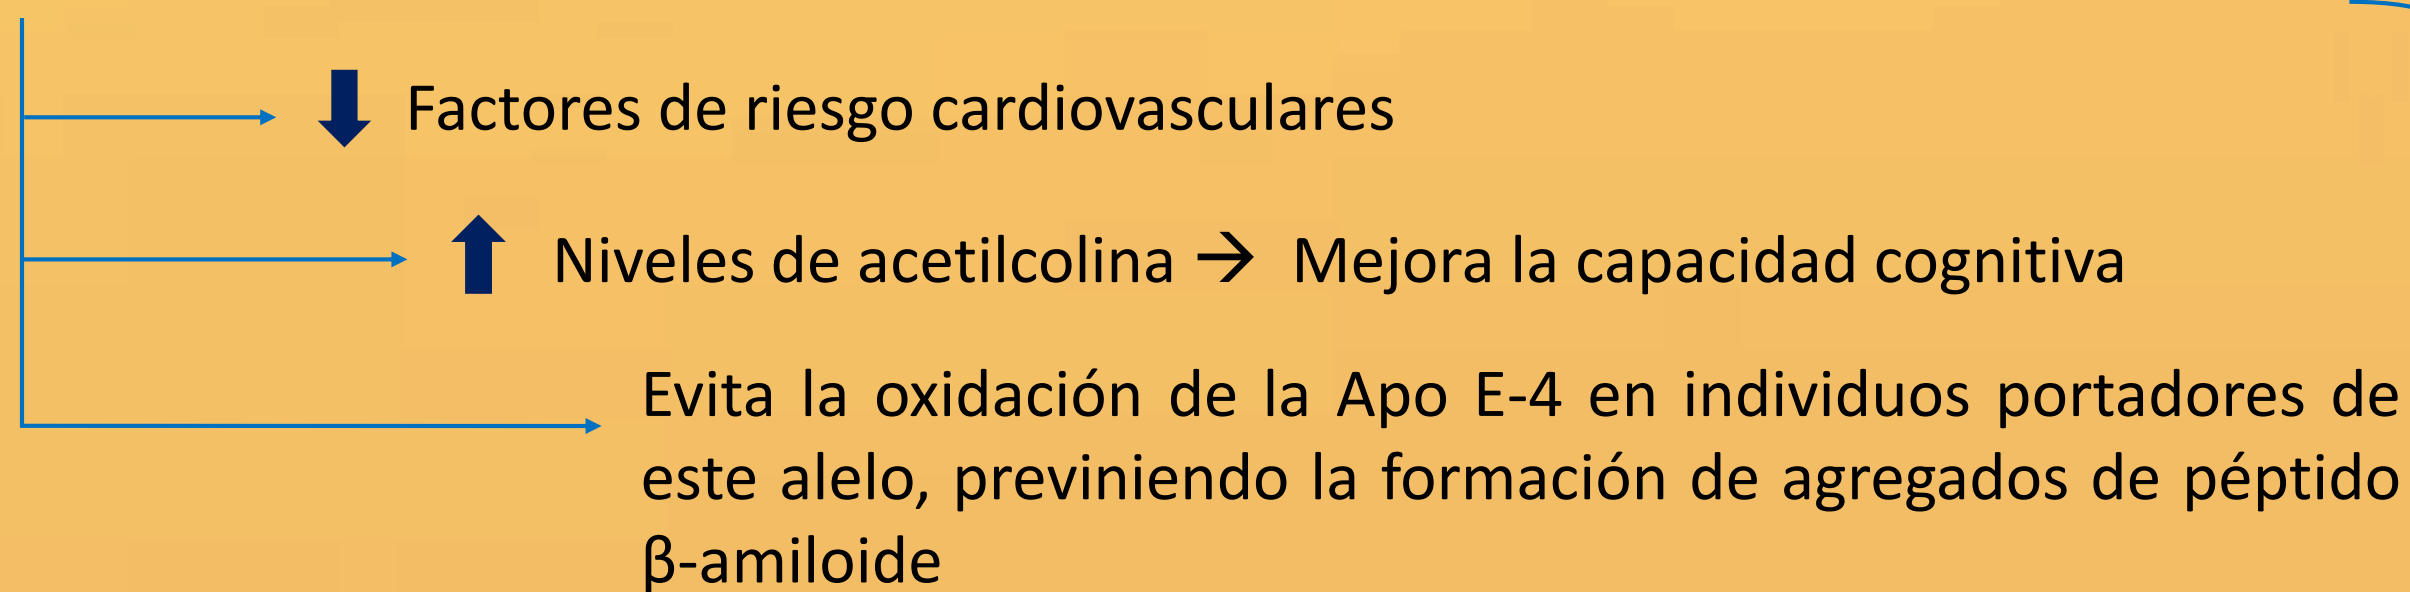 Factores de riesgo cardiovasculares
Niveles de acetilcolina → Mejora la capacidad cognitiva
Evita la oxidación de la Apo E-4 en individuos portadores de
este alelo, previniendo la formación de agregados de péptido
β-amiloide